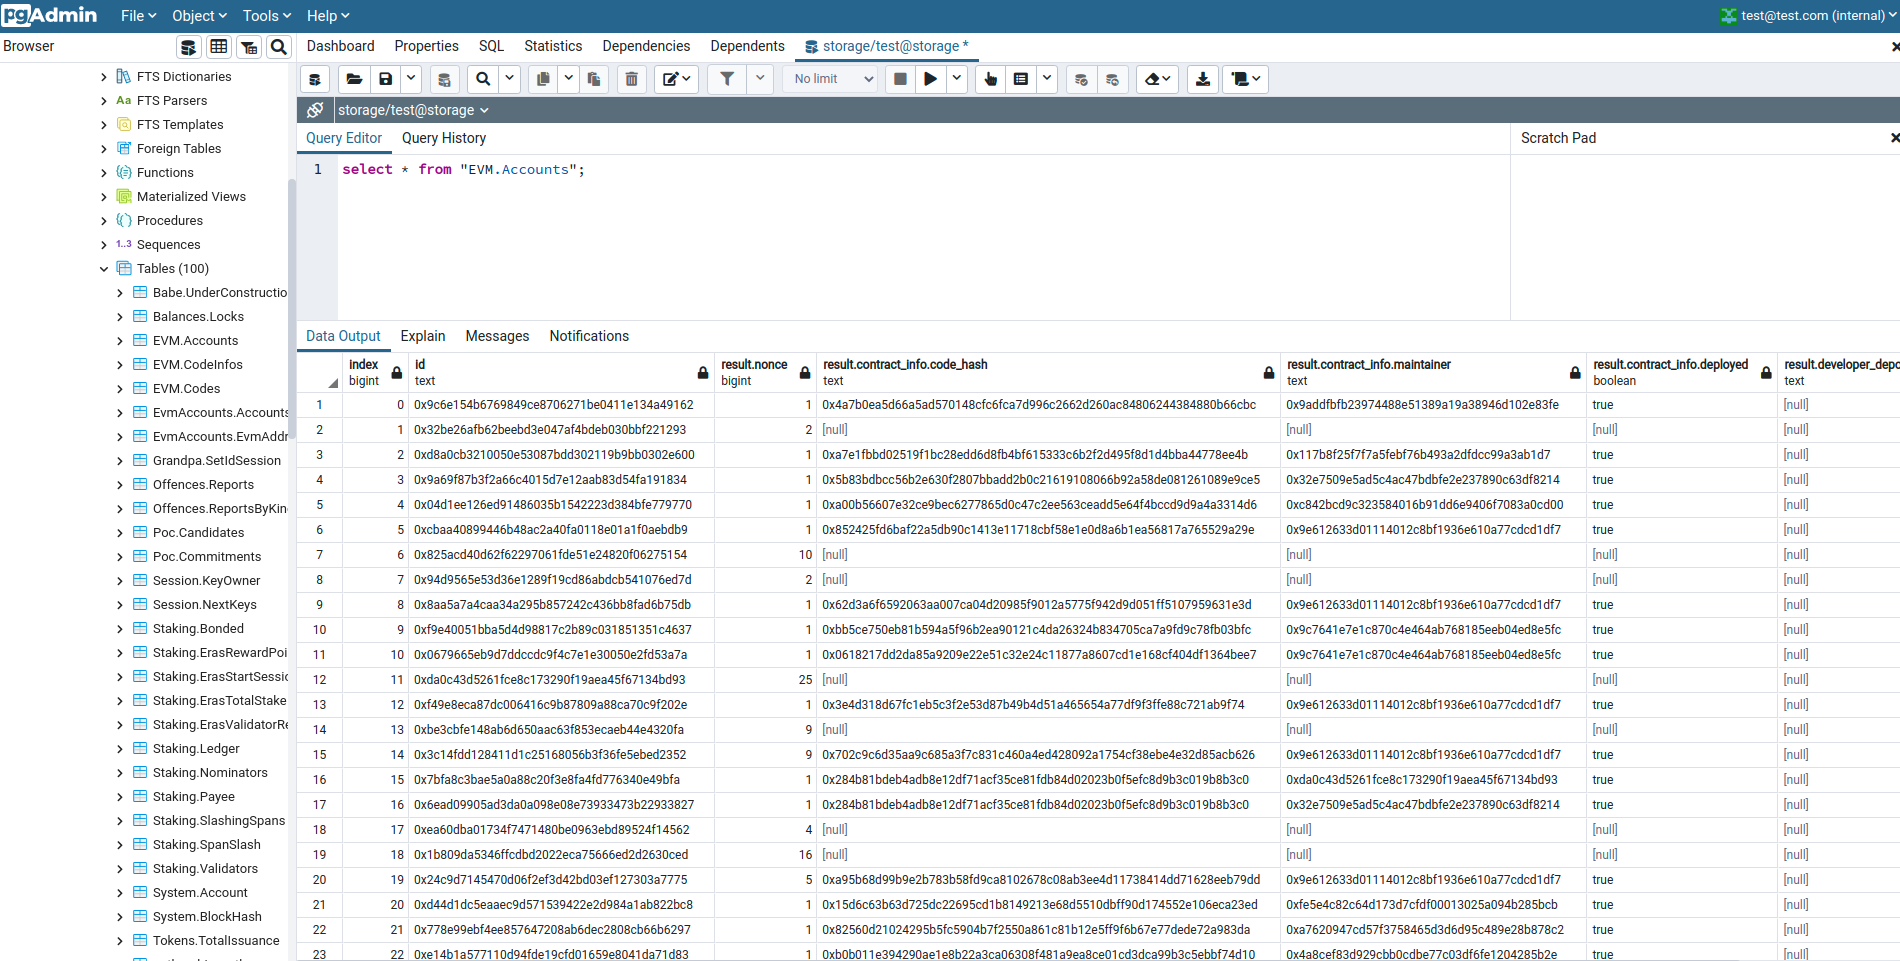 pgAdmin File Object Tools Help test@test.com (internal)
Browser Dashboard Properties SQL Statistics Dependencies Dependents storage/test@storage *
FTS Dictionaries
Aa FTS Parsers
FTS Templates
Foreign Tables
Functions
Materialized Views
Procedures
1..3 Sequences
Tables (100)
Babe.UnderConstructio
Balances.Locks
EVM.Accounts
EVM.CodeInfos
EVM.Codes
EvmAccounts.Accounts
EvmAccounts.EvmAddr
Grandpa.SetIdSession
Offences.Reports
Offences.ReportsByKin
Poc.Candidates
Poc.Commitments
Session.KeyOwner
Session.NextKeys
Staking.Bonded
Staking.ErasRewardPoi
Staking.ErasStartSessio
Staking.ErasTotalStake
Staking.ErasValidatorRe
Staking.Ledger
Staking.Nominators
Staking.Payee
Staking.SlashingSpans
Staking.SpanSlash
Staking.Validators
System.Account
System.BlockHash
Tokens.TotalIssuance
No limit
storage/test@storage
Query Editor Query History Scratch Pad
1 select * from "EVM.Accounts";
Data Output Explain Messages Notifications
index id result.nonce result.contract_info.code_hash result.contract_info.maintainer result.contract_info.deployed result.developer_depo
bigint text bigint text text boolean text
1 0 0x9c6e154b6769849ce8706271be0411e134a49162 1 0x4a7b0ea5d66a5ad570148cfc6fca7d996c2662d260ac84806244384880b66cbc 0x9addfbfb23974488e51389a19a38946d102e83fe true [null]
2 1 0x32be26afb62beebd3e047af4bdeb030bbf221293 2 [null] [null] [null] [null]
3 2 0xd8a0cb3210050e53087bdd302119b9bb0302e600 1 0xa7e1fbbd02519f1bc28edd6d8fb4bf615333c6b2f2d495f8d1d4bba44778ee4b 0x117b8f25f7f7a5febf76b493a2dfdcc99a3ab1d7 true [null]
4 3 0x9a69f87b3f2a66c4015d7e12aab83d54fa191834 1 0x5b83bdbcc56b2e630f2807bbadd2b0c21619108066b92a58de081261089e9ce5 0x32e7509e5ad5c4ac47bdbfe2e237890c63df8214 true [null]
5 4 0x04d1ee126ed91486035b1542223d384bfe779770 1 0xa00b56607e32ce9bec6277865d0c47c2ee563ceadd5e64f4bccd9d9a4a3314d6 0xc842bcd9c323584016b91dd6e9406f7083a0cd00 true [null]
6 5 0xcbaa40899446b48ac2a40fa0118e01a1f0aebdb9 1 0x852425fd6baf22a5db90c1413e11718cbf58e1e0d8a6b1ea56817a765529a29e 0x9e612633d01114012c8bf1936e610a77cdcd1df7 true [null]
7 6 0x825acd40d62f62297061fde51e24820f06275154 10 [null] [null] [null] [null]
8 7 0x94d9565e53d36e1289f19cd86abdcb541076ed7d 2 [null] [null] [null] [null]
9 8 0x8aa5a7a4caa34a295b857242c436bb8fad6b75db 1 0x62d3a6f6592063aa007ca04d20985f9012a5775f942d9d051ff5107959631e3d 0x9e612633d01114012c8bf1936e610a77cdcd1df7 true [null]
10 9 0xf9e40051bba5d4d98817c2b89c031851351c4637 1 0xbb5ce750eb81b594a5f96b2ea90121c4da26324b834705ca7a9fd9c78fb03bfc 0x9c7641e7e1c870c4e464ab768185eeb04ed8e5fc true [null]
11 10 0x0679665eb9d7ddccdc9f4c7e1e30050e2fd53a7a 1 0x0618217dd2da85a9209e22e51c32e24c11877a8607cd1e168cf404df1364bee7 0x9c7641e7e1c870c4e464ab768185eeb04ed8e5fc true [null]
12 11 0xda0c43d5261fce8c173290f19aea45f67134bd93 25 [null] [null] [null] [null]
13 12 0xf49e8eca87dc006416c9b87809a88ca70c9f202e 1 0x3e4d318d67fc1eb5c3f2e53d87b49b4d51a465654a77df9f3ffe88c721ab9f74 0x9e612633d01114012c8bf1936e610a77cdcd1df7 true [null]
14 13 0xbe3cbfe148ab6d650aac63f853ecaeb44e4320fa 9 [null] [null] [null] [null]
15 14 0x3c14fdd128411d1c25168056b3f36fe5ebed2352 9 0x702c9c6d35aa9c685a3f7c831c460a4ed428092a1754cf38ebe4e32d85acb626 0x9e612633d01114012c8bf1936e610a77cdcd1df7 true [null]
16 15 0x7bfa8c3bae5a0a88c20f3e8fa4fd776340e49bfa 1 0x284b81bdeb4adb8e12df71acf35ce81fdb84d02023b0f5efc8d9b3c019b8b3c0 0xda0c43d5261fce8c173290f19aea45f67134bd93 true [null]
17 16 0x6ead09905ad3da0a098e08e73933473b22933827 1 0x284b81bdeb4adb8e12df71acf35ce81fdb84d02023b0f5efc8d9b3c019b8b3c0 0x32e7509e5ad5c4ac47bdbfe2e237890c63df8214 true [null]
18 17 0xea60dba01734f7471480be0963ebd89524f14562 4 [null] [null] [null] [null]
19 18 0x1b809da5346ffcdbd2022eca75666ed2d2630ced 16 [null] [null] [null] [null]
20 19 0x24c9d7145470d06f2ef3d42bd03ef127303a7775 5 0xa95b68d99b9e2b783b58fd9ca8102678c08ab3ee4d11738414dd71628eeb79dd 0x9e612633d01114012c8bf1936e610a77cdcd1df7 true [null]
21 20 0xd44d1dc5eaaec9d571539422e2d984a1ab822bc8 1 0x15d6c63b63d725dc22695cd1b8149213e68d5510dbff90d174552e106eca23ed 0xfe5e4c82c64d173d7cfdf00013025a094b285bcb true [null]
22 21 0x778e99ebf4ee857647208ab6dec2808cb66b6297 1 0x82560d21024295b5fc5904b7f2550a861c81b12e5ff9f6b67e77dede72a983da 0xa7620947cd57f3758465d3d6d95c489e28b878c2 true [null]
23 22 0xe14b1a577110d94fde19cfd01659e8041da71d83 1 0xb0b011e394290ae1e8b22a3ca06308f481a9ea8ce01cd3dca99b3c5ebbf74d10 0x4a8cef83d929cbb0cdbe77c03df6fe1204285b2e true [null]